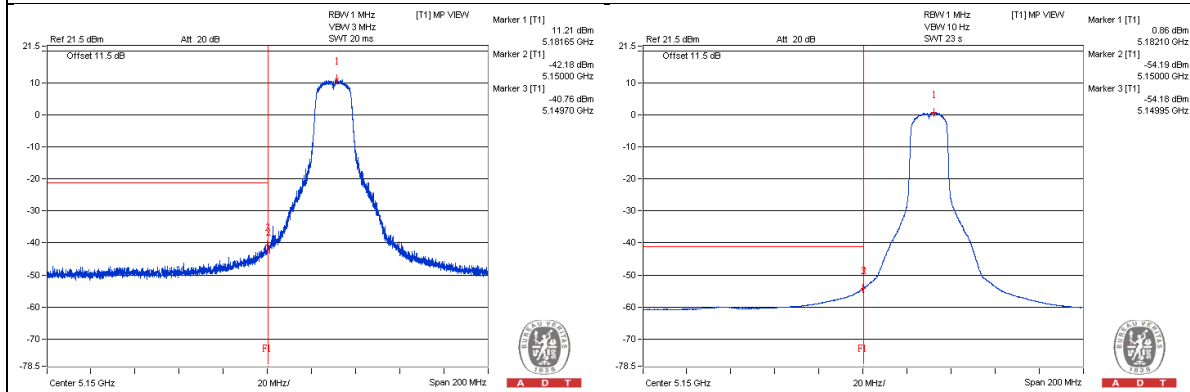 RBW 1 MHz
[T1] MP VIEW
VBW 3 MHz
Ref 21.5 dBm
Att 20 dB
SWT 20 ms
Marker 1 [T1]
11.21 dBm
5.18165 GHz
Marker 2 [T1]
-42.18 dBm
5.15000 GHz
Marker 3 [T1]
-40.76 dBm
5.14970 GHz
21.5
Offset 11.5 dB
1
10
0
-10
-20
-30
-40
-50
-60
-70
-78.5
F1
Center 5.15 GHz
20 MHz/
Span 200 MHz
BUREAU VERITAS
1828
A D T
RBW 1 MHz
[T1] MP VIEW
VBW 10 Hz
Ref 21.5 dBm
Att 20 dB
SWT 23 s
Marker 1 [T1]
0.86 dBm
5.18210 GHz
Marker 2 [T1]
-54.19 dBm
5.15000 GHz
Marker 3 [T1]
-54.18 dBm
5.14995 GHz
21.5
Offset 11.5 dB
1
10
0
-10
-20
-30
-40
-50
-60
-70
-78.5
F1
Center 5.15 GHz
20 MHz/
Span 200 MHz
BUREAU VERITAS
1828
A D T